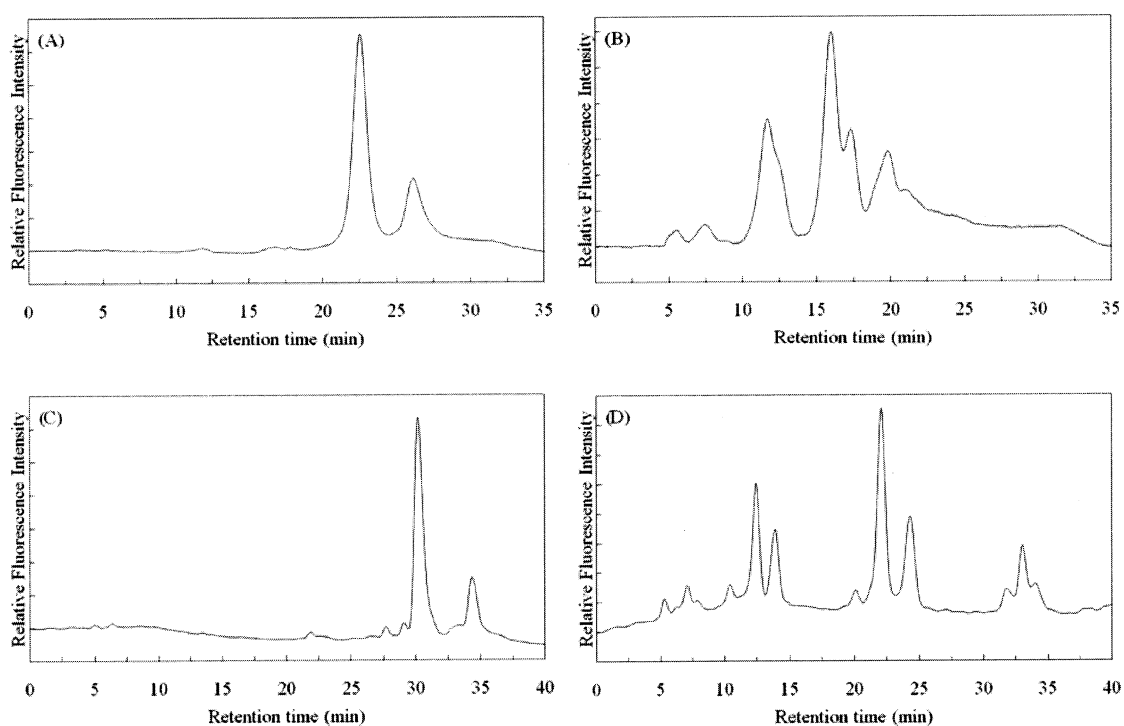 (A)
Relative Fluorescence Intensity
0 5 10 15 20 25 30 35
Retention time (min)
(B)
Relative Fluorescence Intensity
0 5 10 15 20 25 30 35
Retention time (min)
(C)
Relative Fluorescence Intensity
0 5 10 15 20 25 30 35 40
Retention time (min)
(D)
Relative Fluorescence Intensity
0 5 10 15 20 25 30 35 40
Retention time (min)